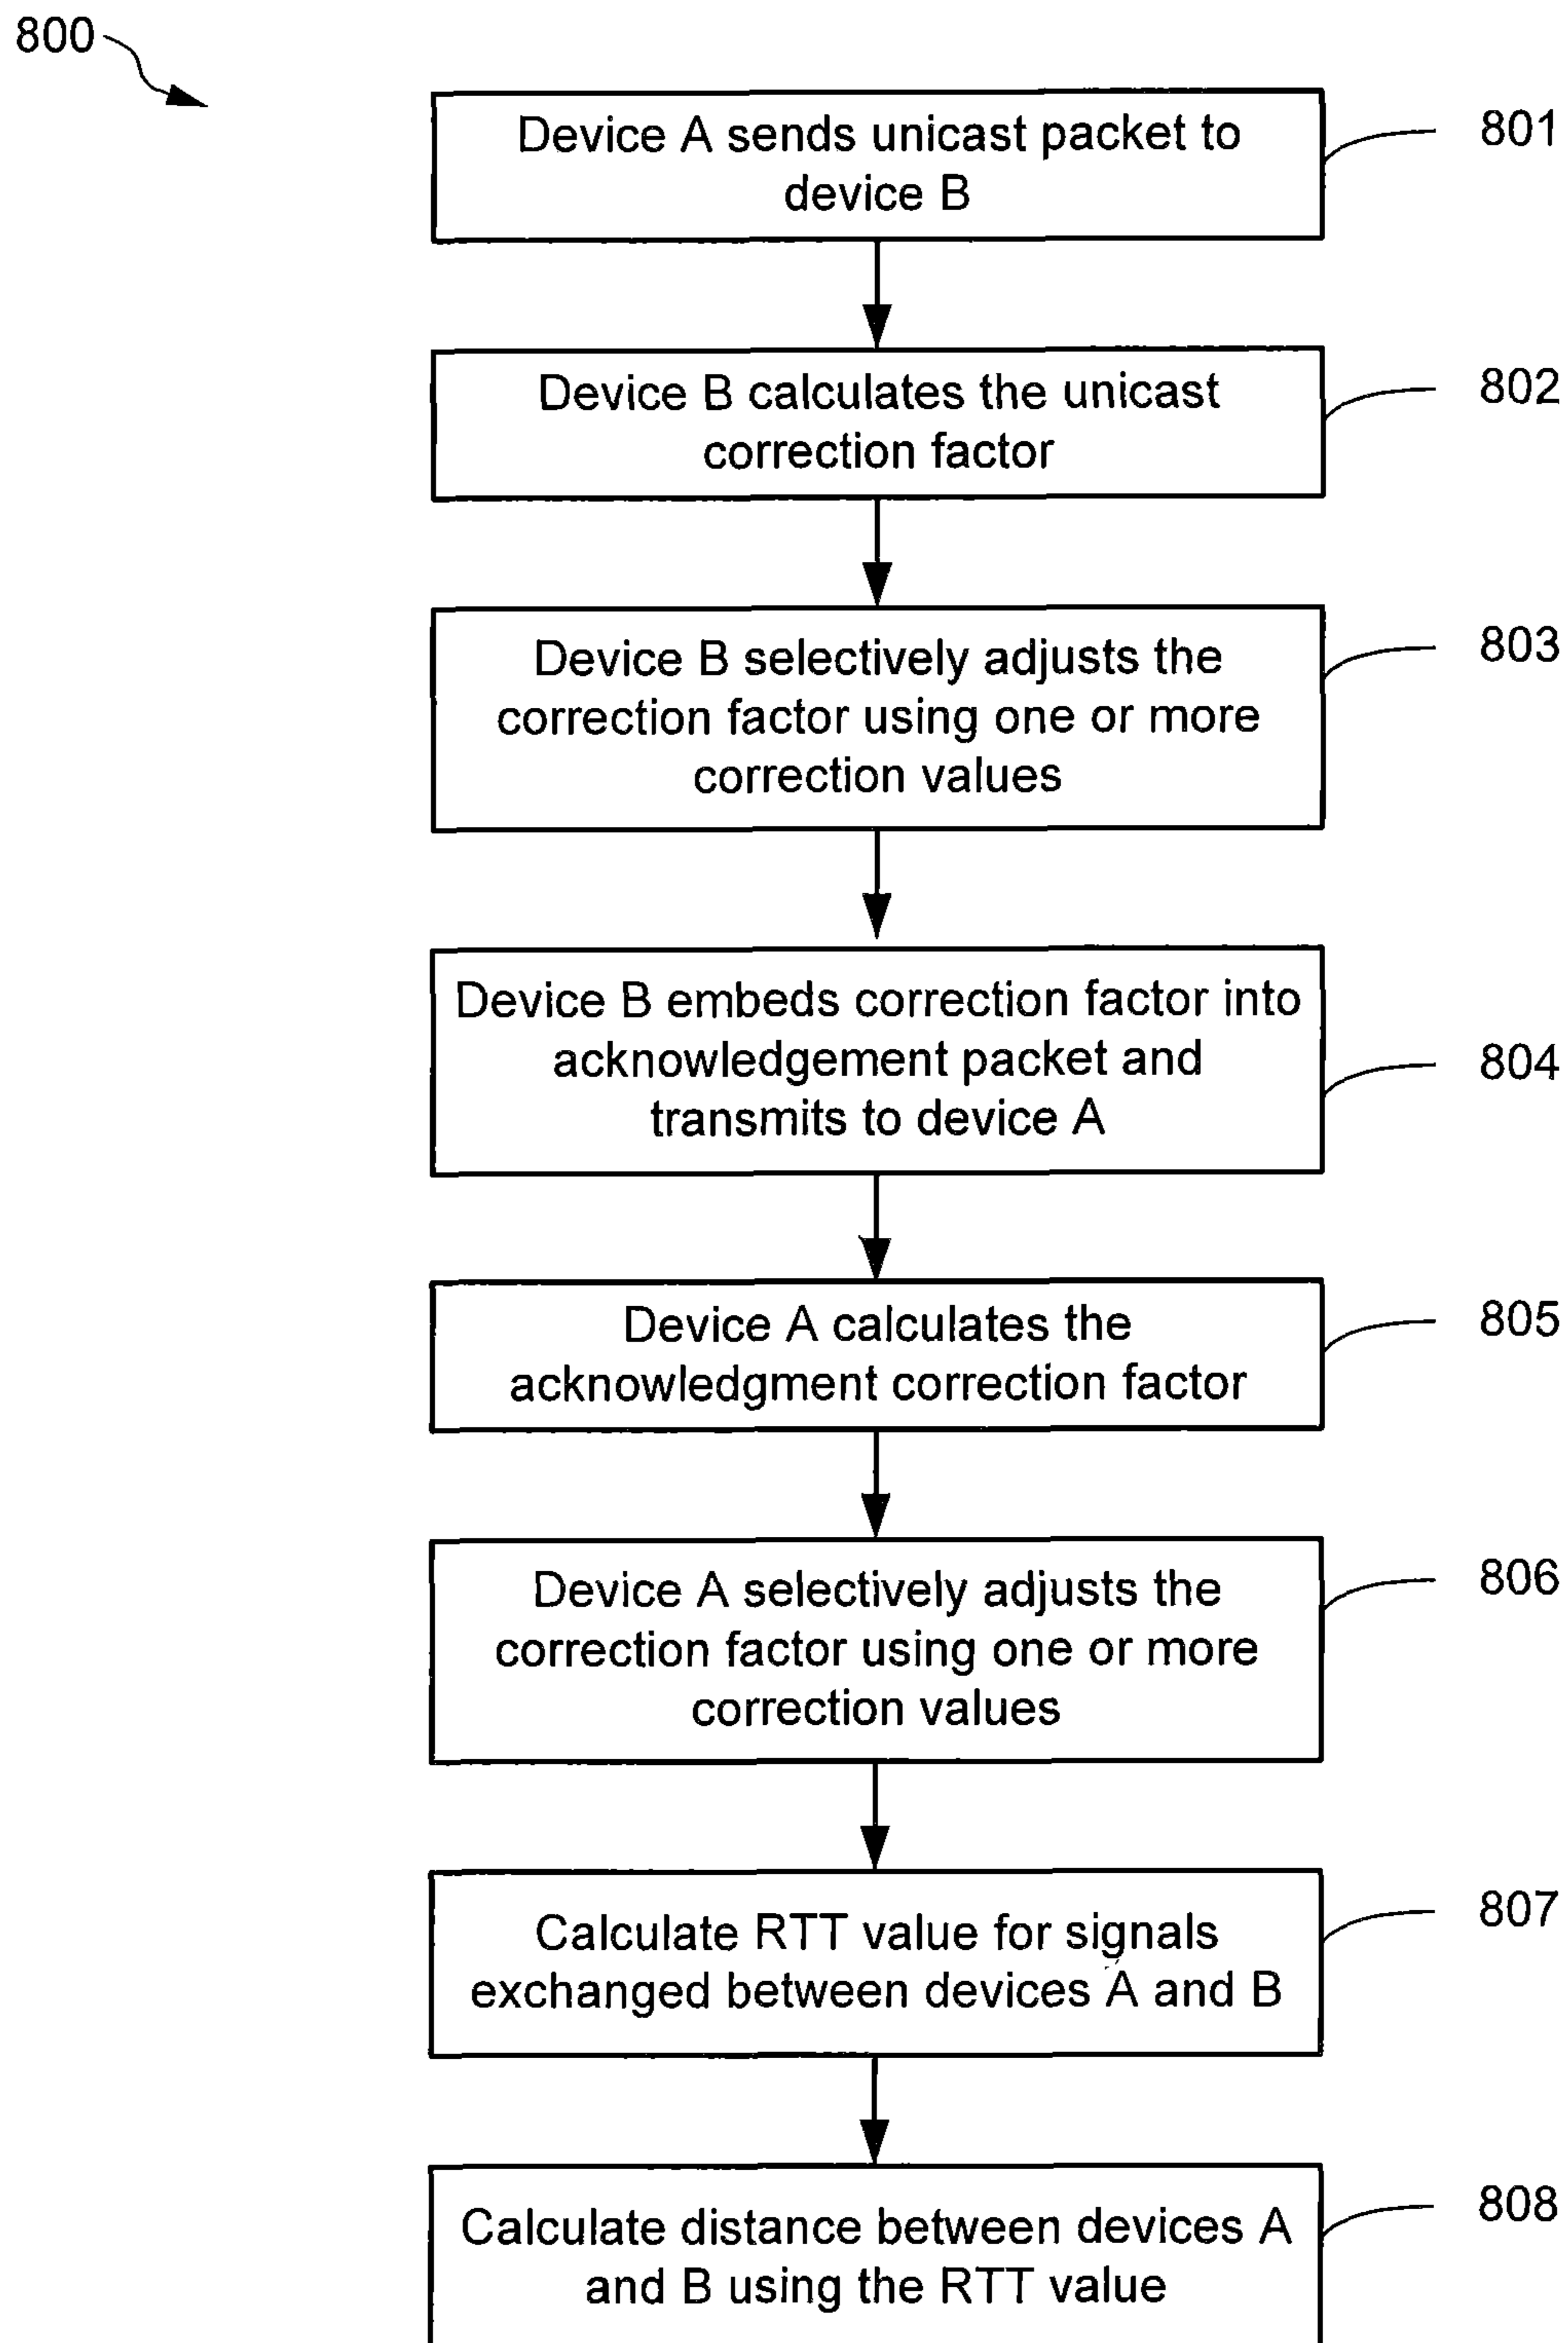 800
Device A sends unicast packet to
device B
801
Device B calculates the unicast
correction factor
802
Device B selectively adjusts the
correction factor using one or more
correction values
803
Device B embeds correction factor into
acknowledgement packet and
transmits to device A
804
Device A calculates the
acknowledgment correction factor
805
Device A selectively adjusts the
correction factor using one or more
correction values
806
Calculate RTT value for signals
exchanged between devices A and B
807
Calculate distance between devices A
and B using the RTT value
808